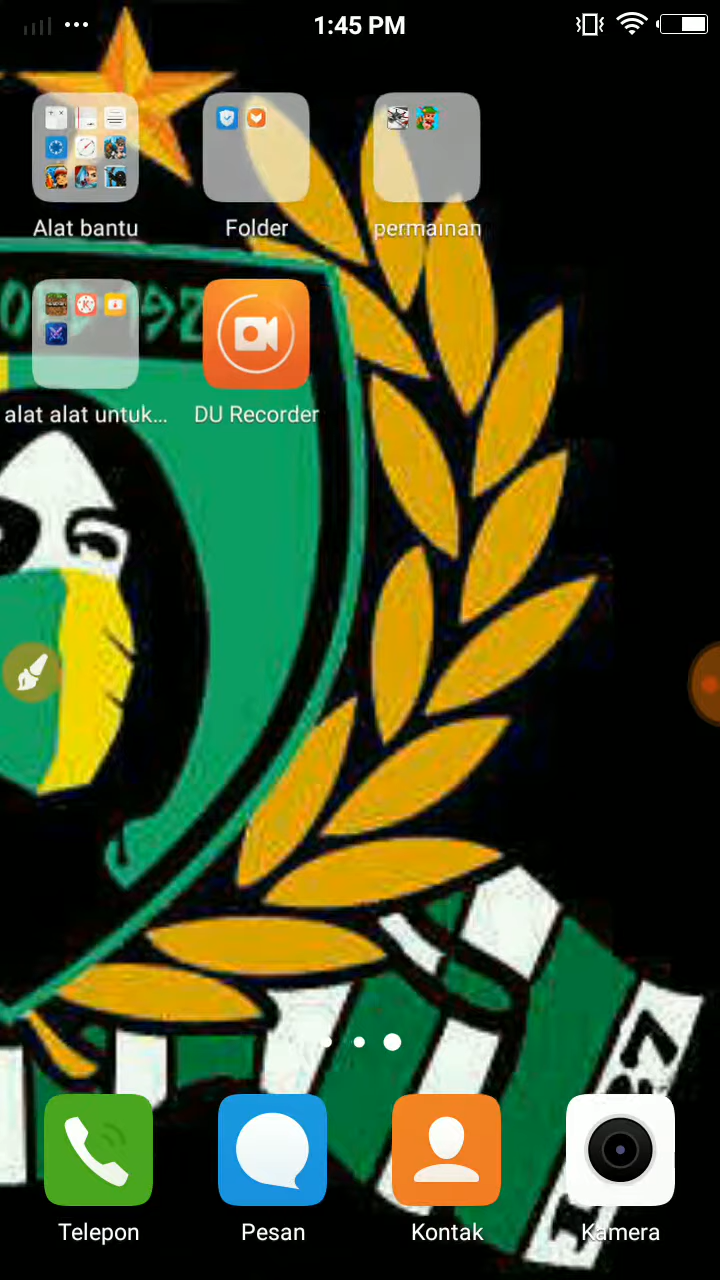 1:45 PM
Alat bantu
Folder
permainan
alat alat untuk...
DU Recorder
Telepon
Pesan
Kontak
Kamera